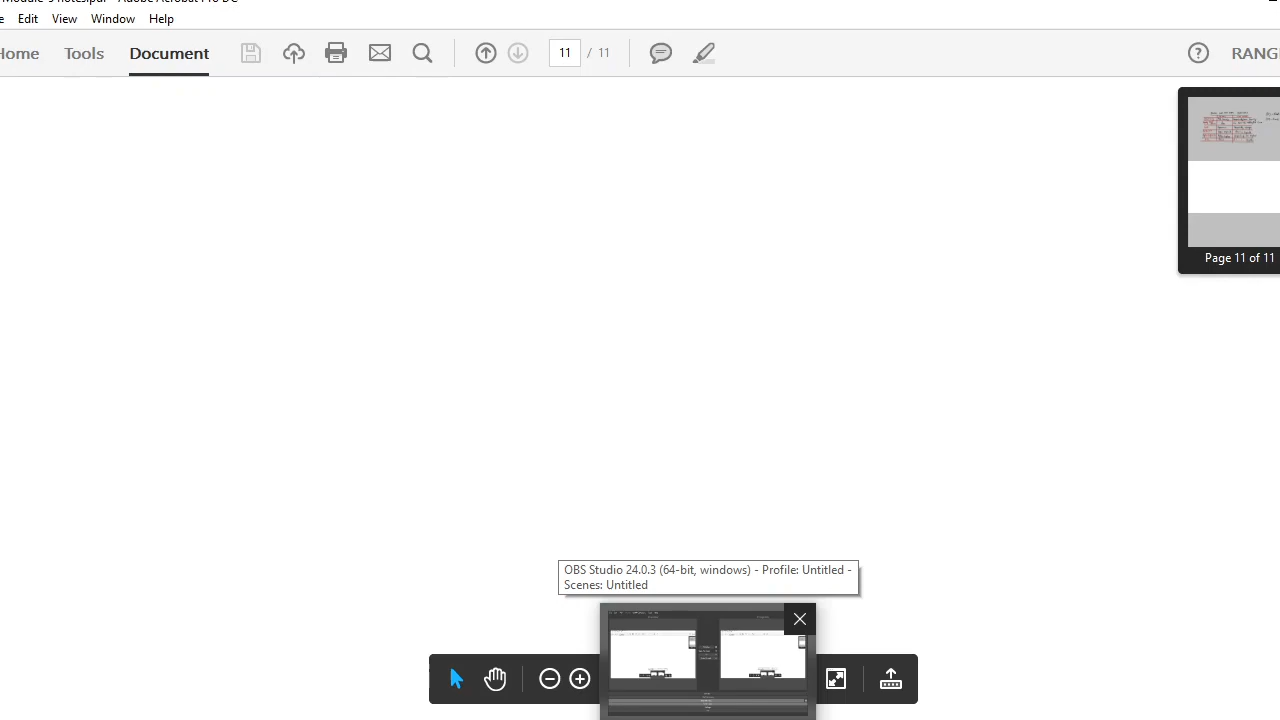 Edit View Window Help
Home Tools Document 11 / 11 RANG
Page 11 of 11
OBS Studio 24.0.3 (64-bit, windows) - Profile: Untitled -
Scenes: Untitled